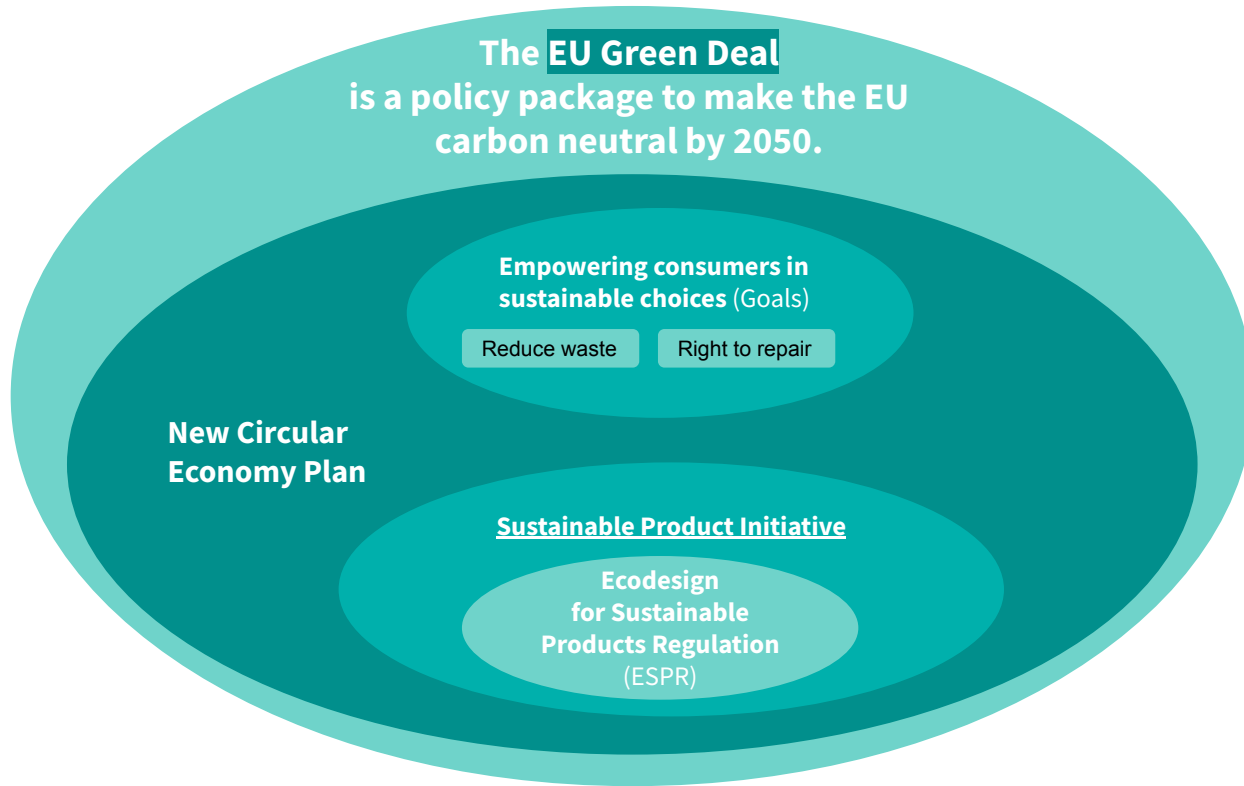 The EU Green Deal
is a policy package to make the EU
carbon neutral by 2050.
Empowering consumers in
sustainable choices (Goals)
Reduce waste
Right to repair
New Circular
Economy Plan
Sustainable Product Initiative
Ecodesign
for Sustainable
Products Regulation
(ESPR)